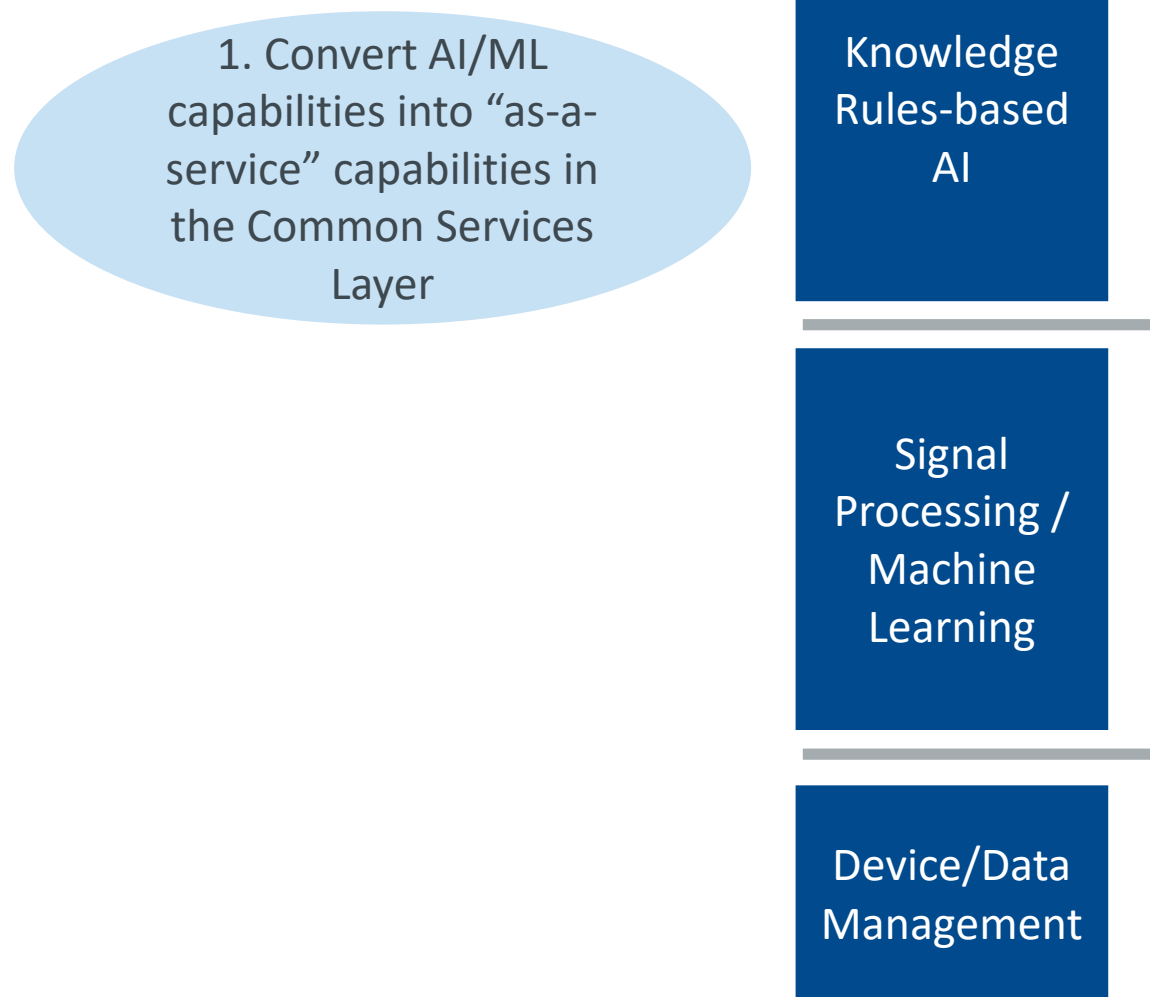 1. Convert AI/ML
capabilities into “as-a-
service” capabilities in
the Common Services
Layer
Knowledge
Rules-based
AI
Signal
Processing /
Machine
Learning
Device/Data
Management